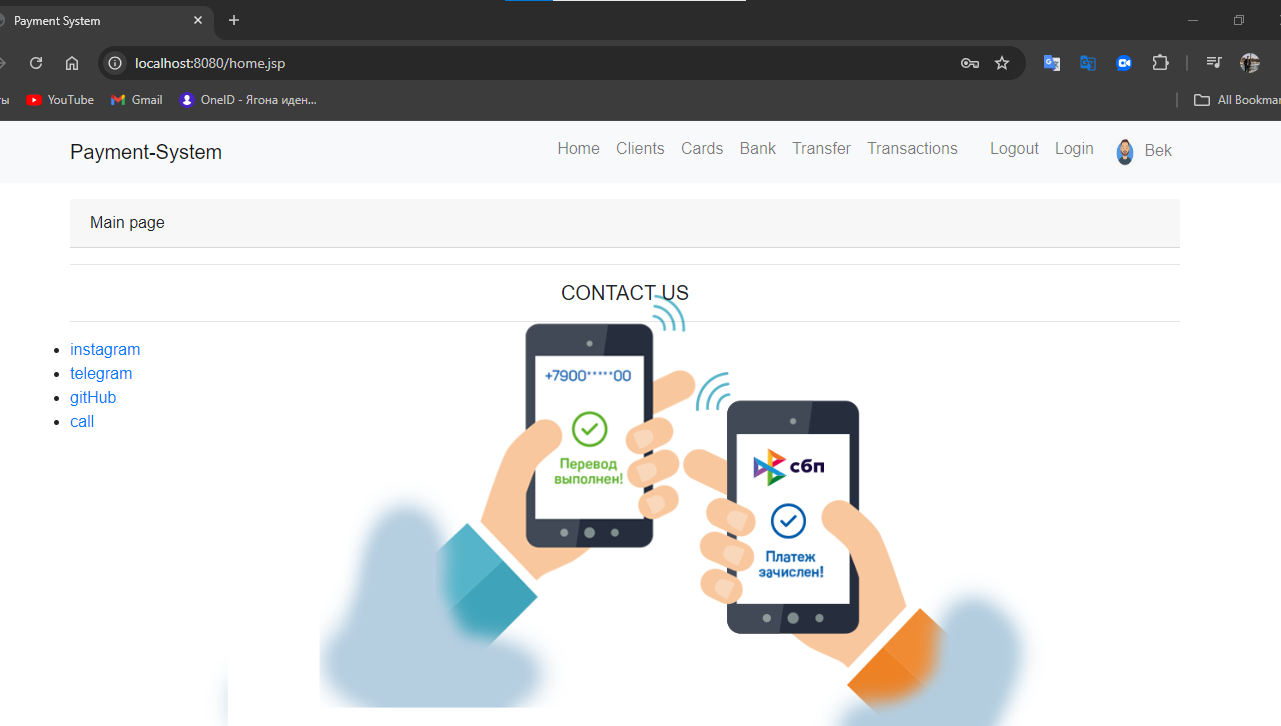 Payment System
localhost:8080/home.jsp
YouTube
Gmail
OneID - Ягона иден...
All Bookmar
Payment-System
Home
Clients
Cards
Bank
Transfer
Transactions
Logout
Login
Bek
Main page
CONTACT US
instagram
telegram
gitHub
call
+7900*****00
Перевод
выполнен!
сбп
Платеж
зачислен!